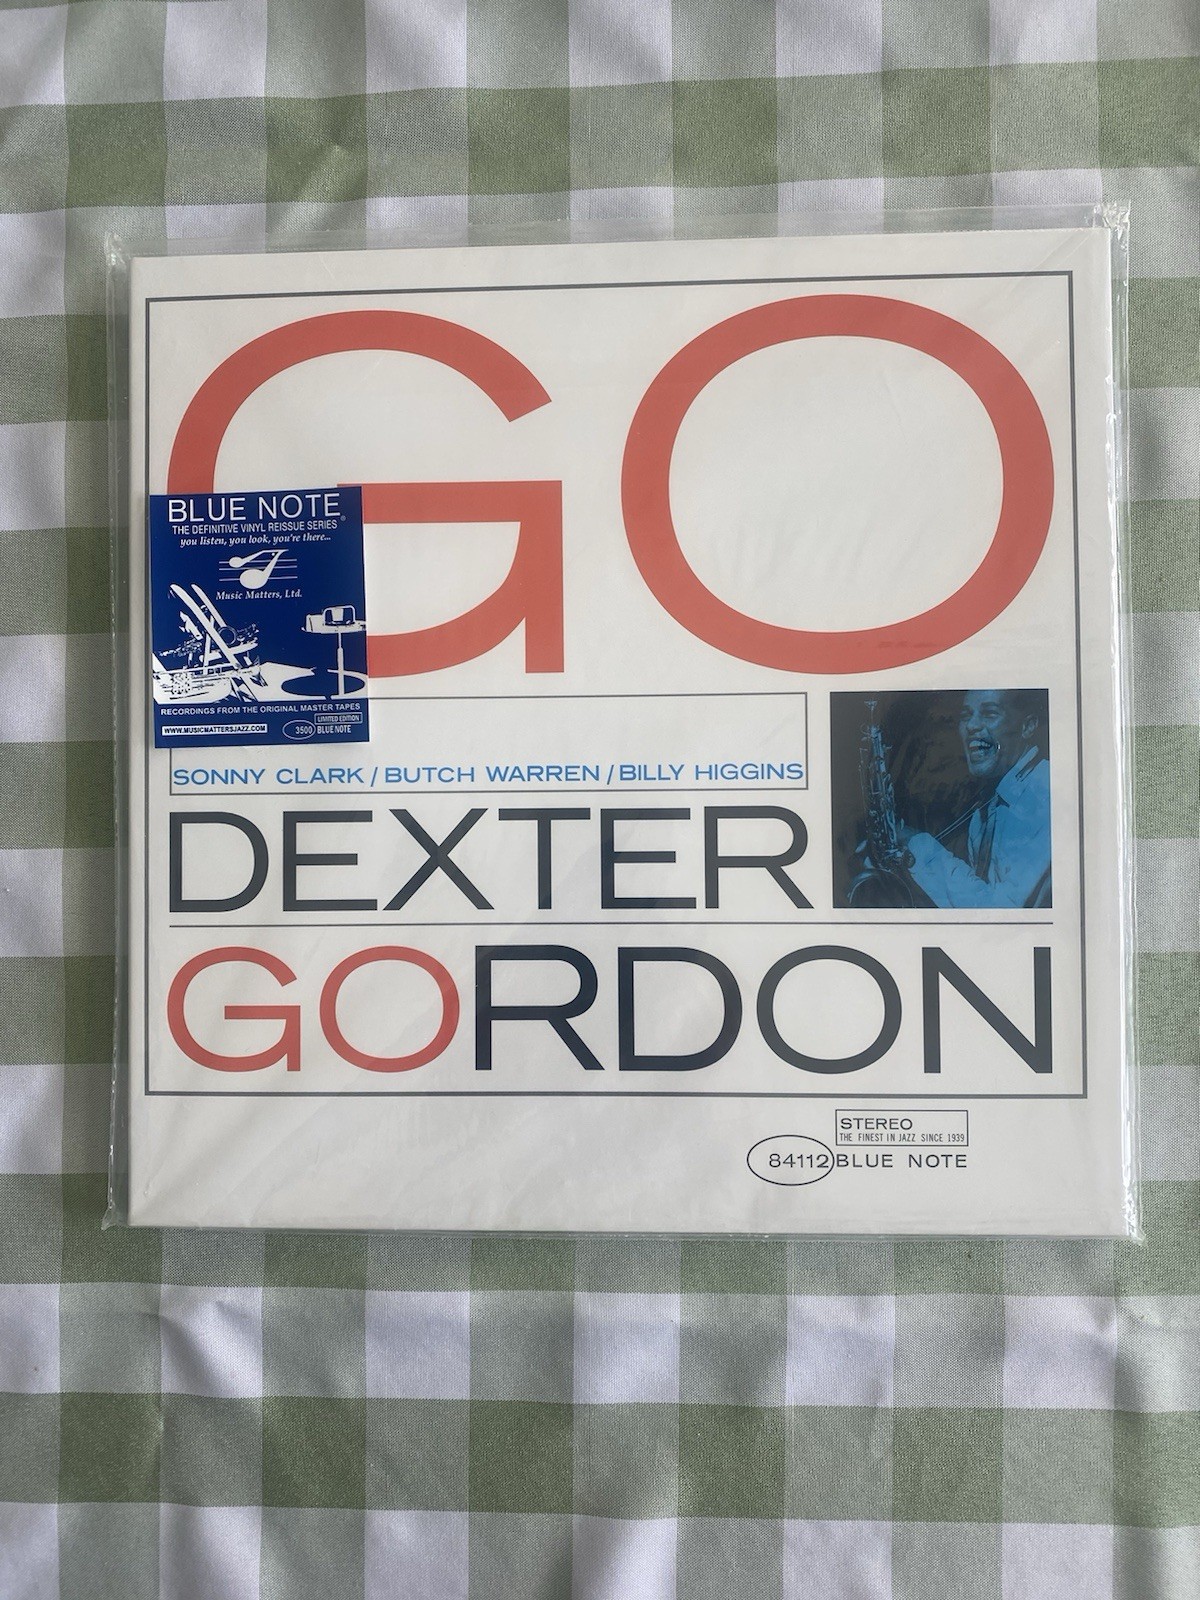 GO
BLUE NOTE®
THE DEFINITIVE VINYL REISSUE SERIES
you listen, you look, you're there...
Music Matters, Ltd.
RECORDINGS FROM THE ORIGINAL MASTER TAPES
WWW.MUSICMATTERSJAZZ.COM
LIMITED EDITION
3500 BLUE NOTE
SONNY CLARK / BUTCH WARREN / BILLY HIGGINS
DEXTER
GORDON
STEREO
THE FINEST IN JAZZ SINCE 1939
84112 BLUE NOTE